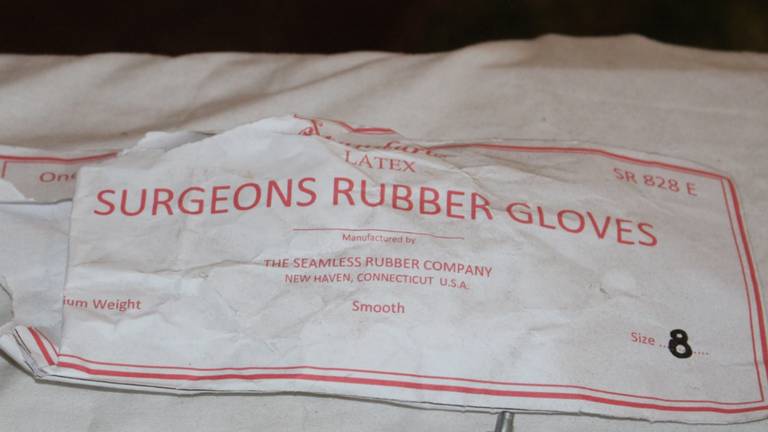 One
LATEX
SR 828 E
SURGEONS RUBBER GLOVES
Manufactured by
THE SEAMLESS RUBBER COMPANY
NEW HAVEN, CONNECTICUT U.S.A.
ium Weight
Smooth
Size ..8....